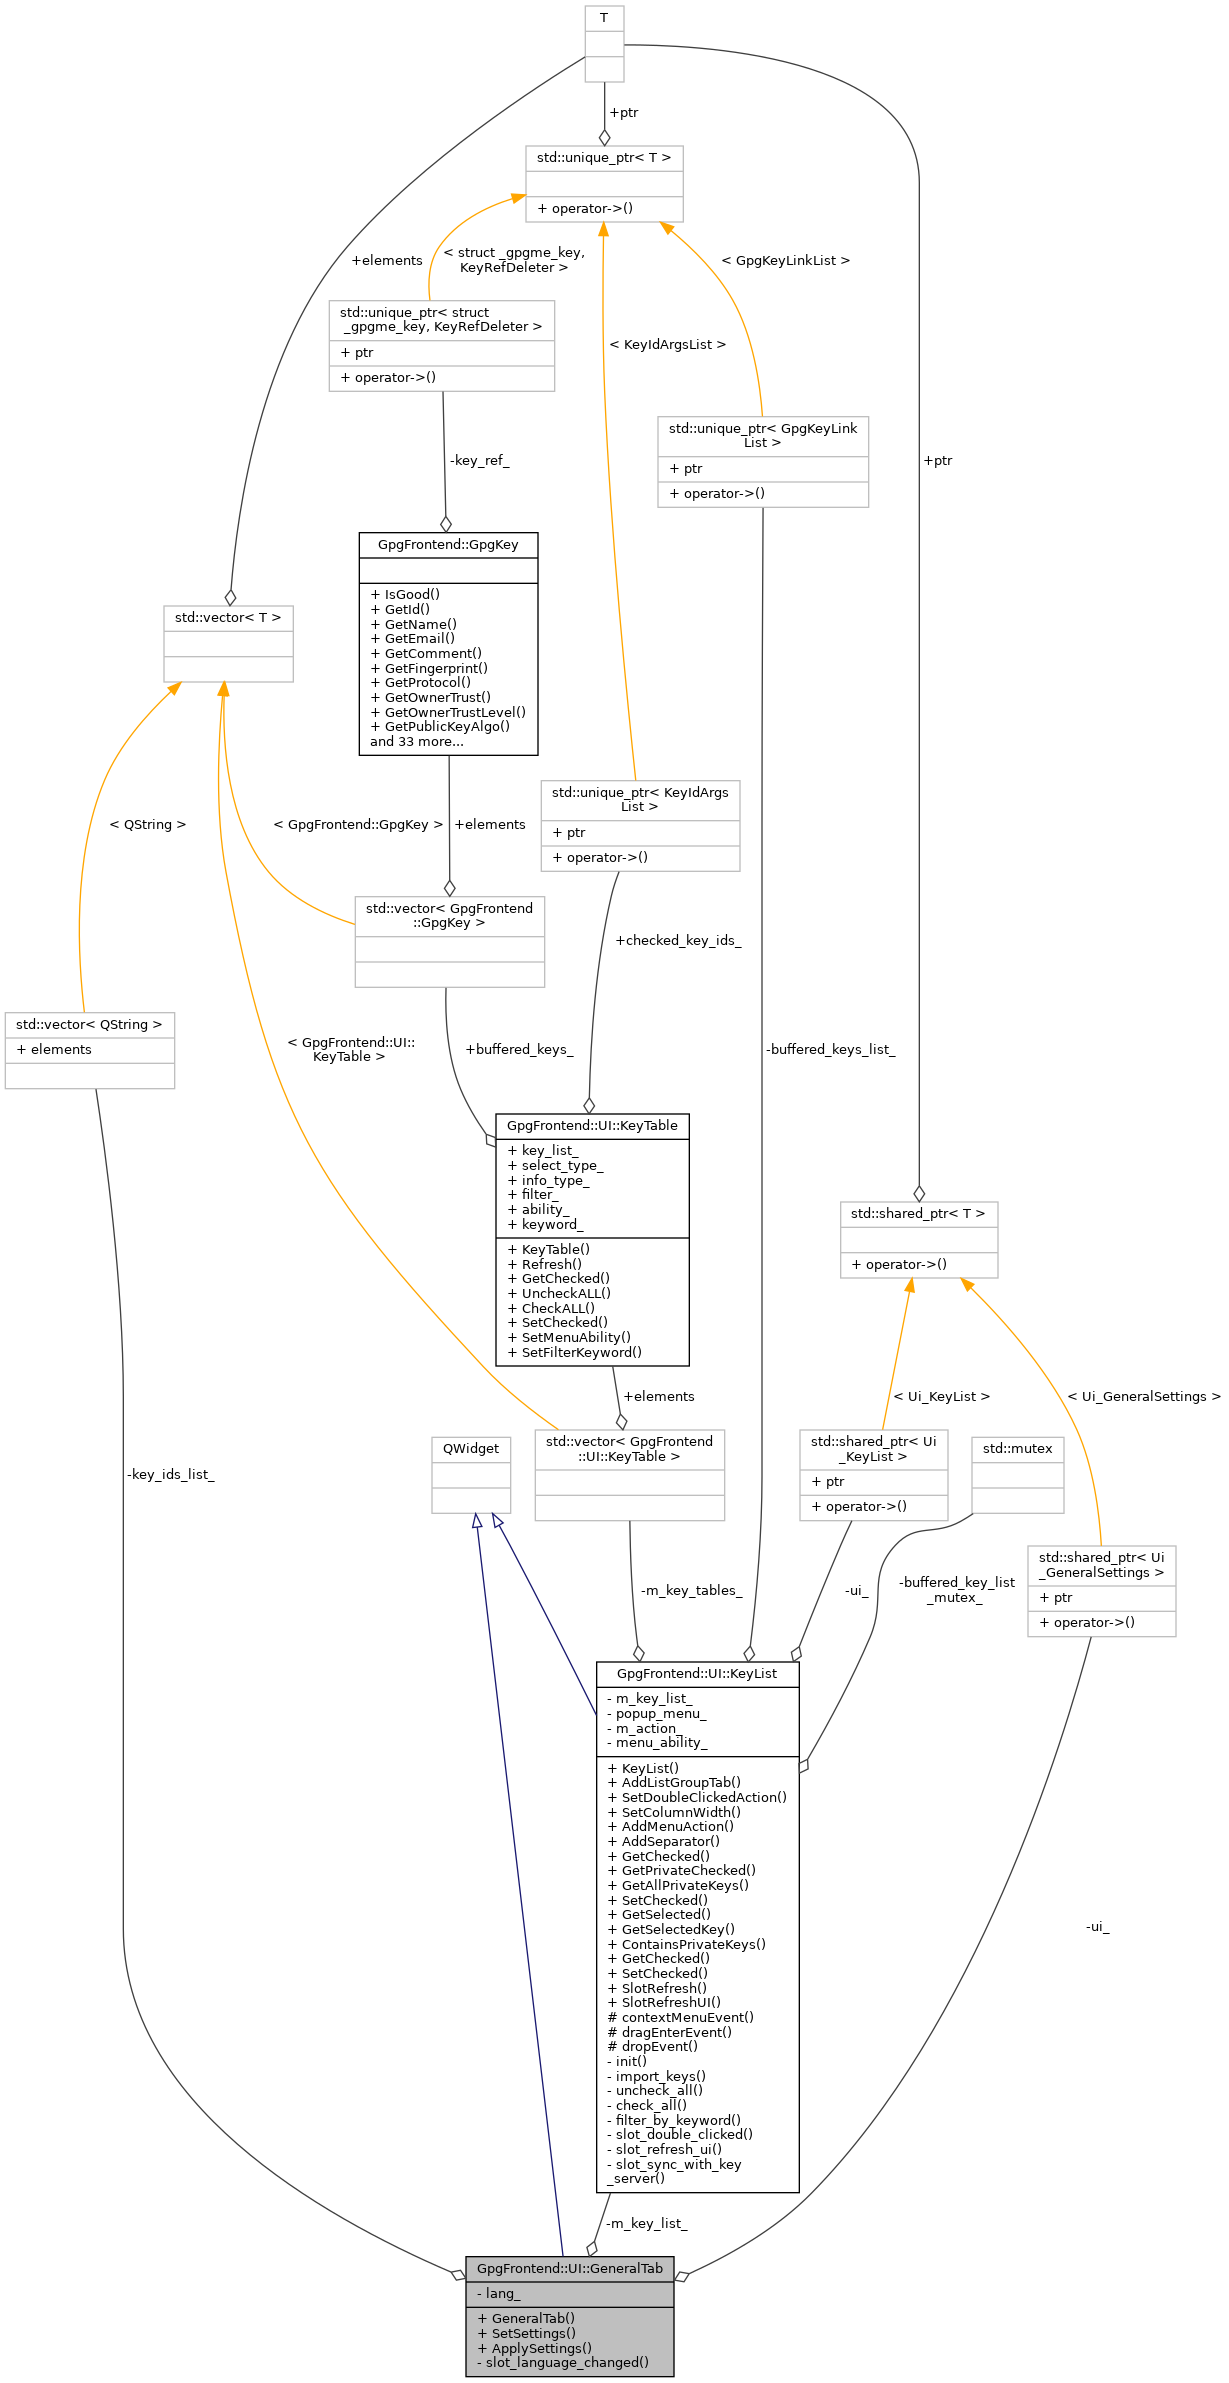 T
+ptr
std::unique_ptr< T >
+ operator->()
+elements
< struct _gpgme_key,
KeyRefDeleter >
< GpgKeyLinkList >
std::unique_ptr< struct
_gpgme_key, KeyRefDeleter >
+ ptr
+ operator->()
< KeyIdArgsList >
std::unique_ptr< GpgKeyLink
List >
+ ptr
+ operator->()
-key_ref_
+ptr
GpgFrontend::GpgKey
+ IsGood()
+ GetId()
+ GetName()
+ GetEmail()
+ GetComment()
+ GetFingerprint()
+ GetProtocol()
+ GetOwnerTrust()
+ GetOwnerTrustLevel()
+ GetPublicKeyAlgo()
and 33 more...
std::vector< T >
std::unique_ptr< KeyIdArgs
List >
+ ptr
+ operator->()
< QString >
< GpgFrontend::GpgKey >
+elements
std::vector< GpgFrontend
::GpgKey >
+checked_key_ids_
std::vector< QString >
+ elements
< GpgFrontend::UI::
KeyTable >
+buffered_keys_
-buffered_keys_list_
GpgFrontend::UI::KeyTable
+ key_list_
+ select_type_
+ info_type_
+ filter_
+ ability_
+ keyword_
+ KeyTable()
+ Refresh()
+ GetChecked()
+ UncheckALL()
+ CheckALL()
+ SetChecked()
+ SetMenuAbility()
+ SetFilterKeyword()
std::shared_ptr< T >
+ operator->()
+elements
< Ui_KeyList >
< Ui_GeneralSettings >
-key_ids_list_
QWidget
std::vector< GpgFrontend
::UI::KeyTable >
std::shared_ptr< Ui
_KeyList >
+ ptr
+ operator->()
std::mutex
std::shared_ptr< Ui
_GeneralSettings >
+ ptr
+ operator->()
-m_key_tables_
-ui_
-buffered_key_list
_mutex_
GpgFrontend::UI::KeyList
- m_key_list_
- popup_menu_
- m_action_
- menu_ability_
+ KeyList()
+ AddListGroupTab()
+ SetDoubleClickedAction()
+ SetColumnWidth()
+ AddMenuAction()
+ AddSeparator()
+ GetChecked()
+ GetPrivateChecked()
+ GetAllPrivateKeys()
+ SetChecked()
+ GetSelected()
+ GetSelectedKey()
+ ContainsPrivateKeys()
+ GetChecked()
+ SetChecked()
+ SlotRefresh()
+ SlotRefreshUI()
# contextMenuEvent()
# dragEnterEvent()
# dropEvent()
- init()
- import_keys()
- uncheck_all()
- check_all()
- filter_by_keyword()
- slot_double_clicked()
- slot_refresh_ui()
- slot_sync_with_key
_server()
-ui_
-m_key_list_
GpgFrontend::UI::GeneralTab
- lang_
+ GeneralTab()
+ SetSettings()
+ ApplySettings()
- slot_language_changed()